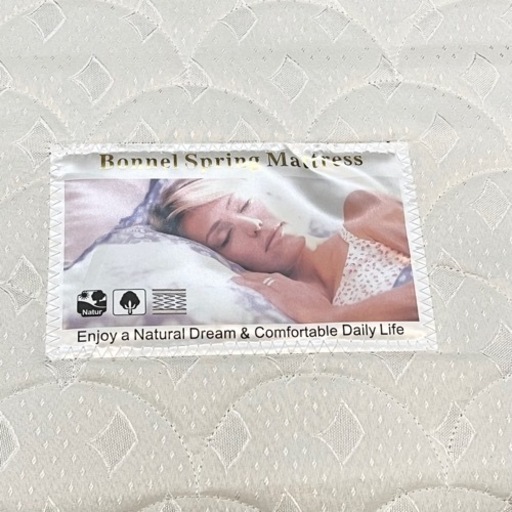 Bonnel Spring Mattress
Natur
Enjoy a Natural Dream & Comfortable Daily Life